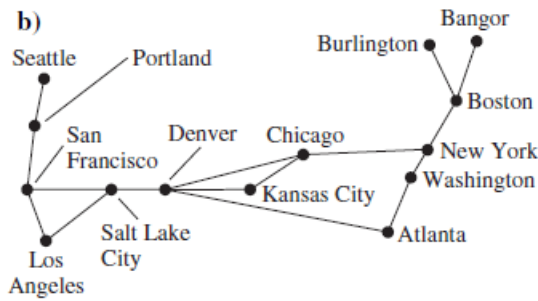 b)
Bangor
Burlington
Seattle
Portland
Boston
San
Francisco
Denver
Chicago
New York
Washington
Kansas City
Salt Lake
City
Atlanta
Los
Angeles